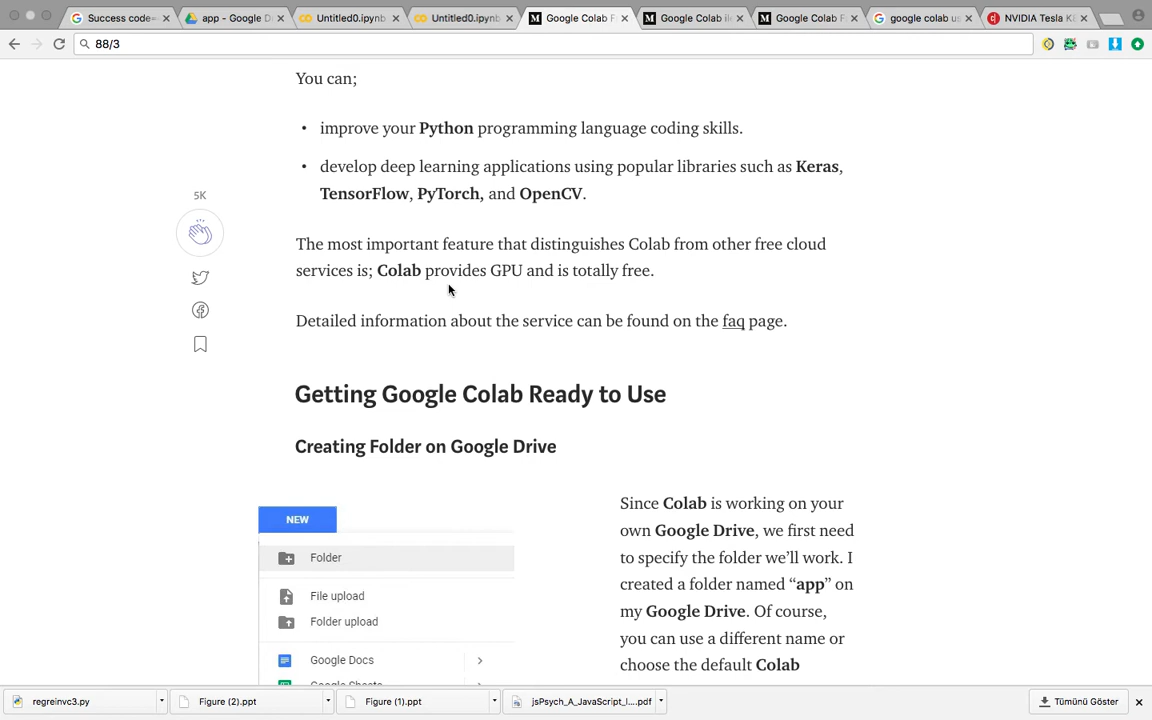 Success code=
app - Google D
Untitled0.ipynb
Untitled0.ipynb
Google Colab F
Google Colab il
Google Colab F
google colab us
NVIDIA Tesla K
88/3
You can;
• improve your Python programming language coding skills.
• develop deep learning applications using popular libraries such as Keras,
TensorFlow, PyTorch, and OpenCV.
5K
The most important feature that distinguishes Colab from other free cloud
services is; Colab provides GPU and is totally free.
Detailed information about the service can be found on the faq page.
Getting Google Colab Ready to Use
Creating Folder on Google Drive
NEW
Folder
File upload
Folder upload
Google Docs
Since Colab is working on your
own Google Drive, we first need
to specify the folder we’ll work. I
created a folder named “app” on
my Google Drive. Of course,
you can use a different name or
choose the default Colab
regreinvc3.py
Figure (2).ppt
Figure (1).ppt
jsPsych_A_JavaScript_l....pdf
Tümünü Göster